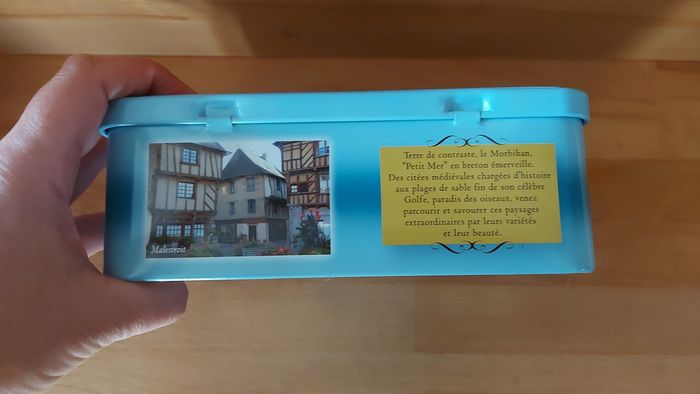 Malestroit
Terre de contraste, le Morbihan,
"Petit Mer" en breton émerveille.
Des citées médiévales chargées d'histoire
aux plages de sable fin de son célèbre
Golfe, paradis des oiseaux, venez
parcourir et savourer ces paysages
extraordinaires par leurs variétés
et leur beauté.